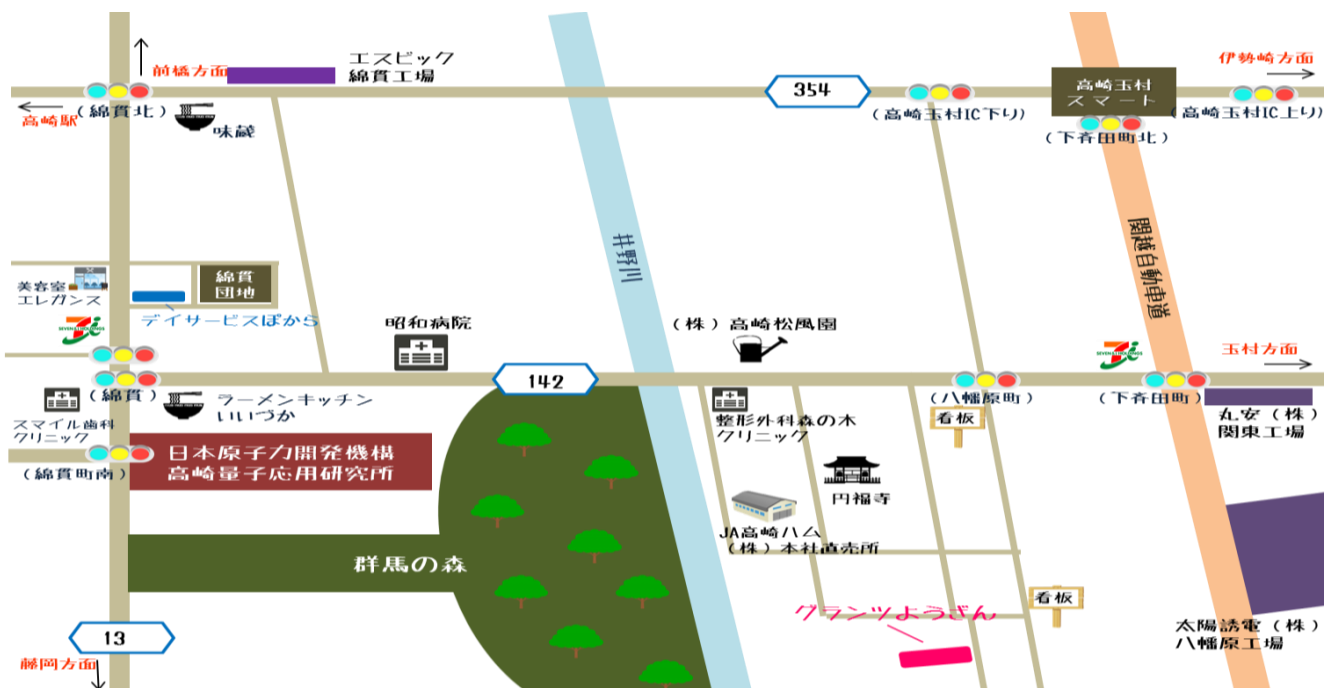 エスピック
綿貫工場
前橋方面
高崎駅
(綿貫北)
味蔵
354
(高崎玉村IC下り)
高崎玉村
スマート
(下斉田町北)
伊勢崎方面
(高崎玉村IC上り)
井野川
関越自動車道
美容室
エレガンス
綿貫
団地
デイサービスぽから
昭和病院
(株)高崎松風園
SEVEN & i HOLDINGS
SEVEN & i HOLDINGS
玉村方面
142
(綿貫)
ラーメンキッチン
いいづか
スマイル歯科
クリニック
整形外科森の木
クリニック
(八幡原町)
看板
(下斉田町)
丸安(株)
関東工場
日本原子力開発機構
高崎量子応用研究所
(綿貫町南)
円福寺
JA高崎ハム
(株)本社直売所
群馬の森
看板
グランツようざん
太陽誘電(株)
八幡原工場
13
藤岡方面